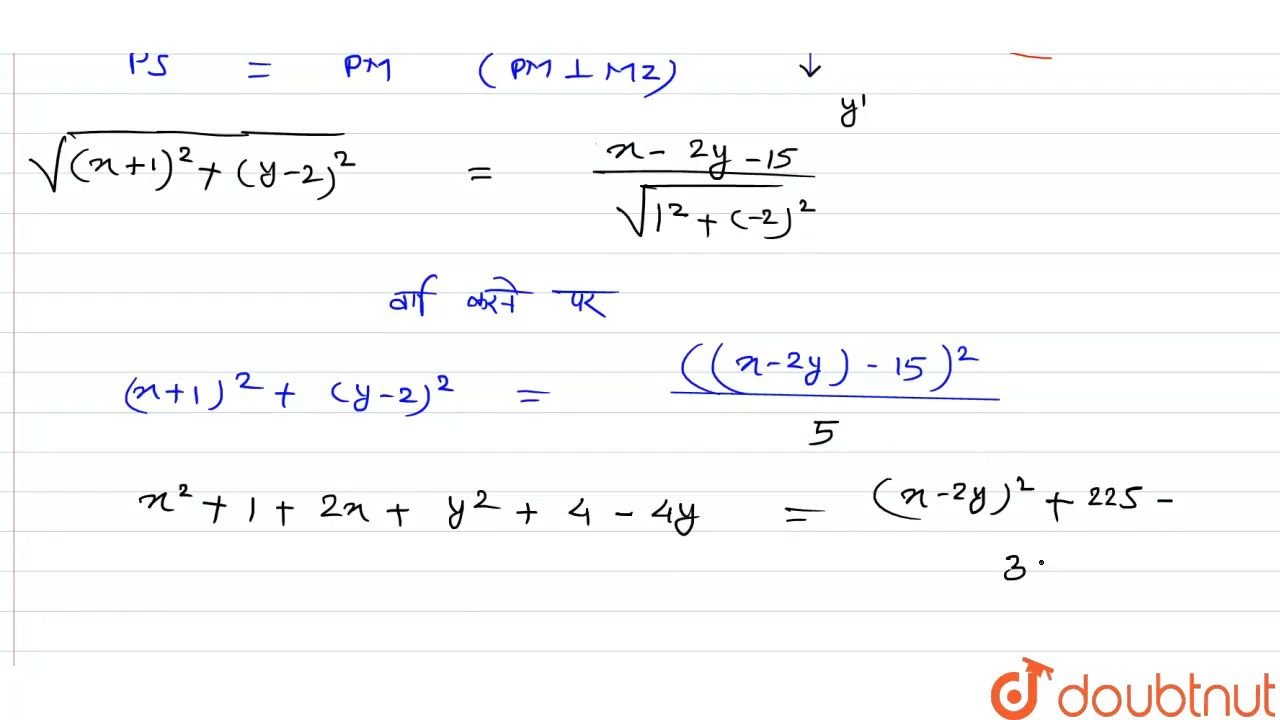 PS = PM (PM ⊥ MZ) ↓
y'
√((x+1)² + (y-2)²) = (x - 2y - 15)/√(1² + (-2)²)
वर्ग करने पर
(x+1)² + (y-2)² = ((x-2y) - 15)²/5
x² + 1 + 2x + y² + 4 - 4y = (x-2y)² + 225 -
3
doubtnut